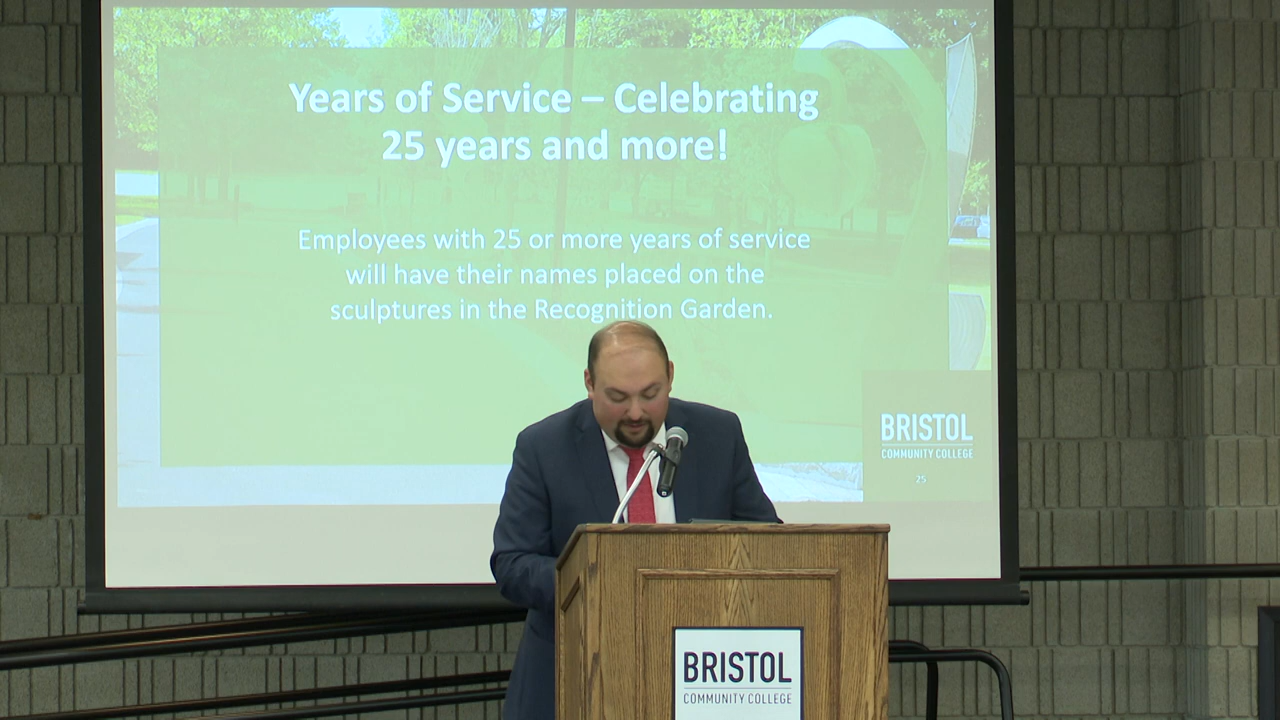 Years of Service – Celebrating
25 years and more!
Employees with 25 or more years of service
will have their names placed on the
sculptures in the Recognition Garden.
BRISTOL
COMMUNITY COLLEGE
25
BRISTOL
COMMUNITY COLLEGE